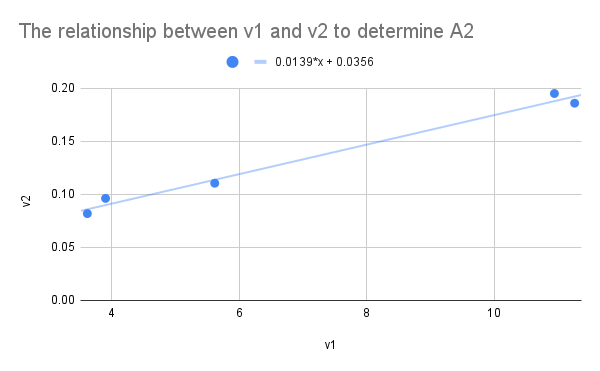 The relationship between v1 and v2 to determine A2
0.0139*x + 0.0356
0.20
0.15
0.10
0.05
0.00
v2
4
6
8
10
v1